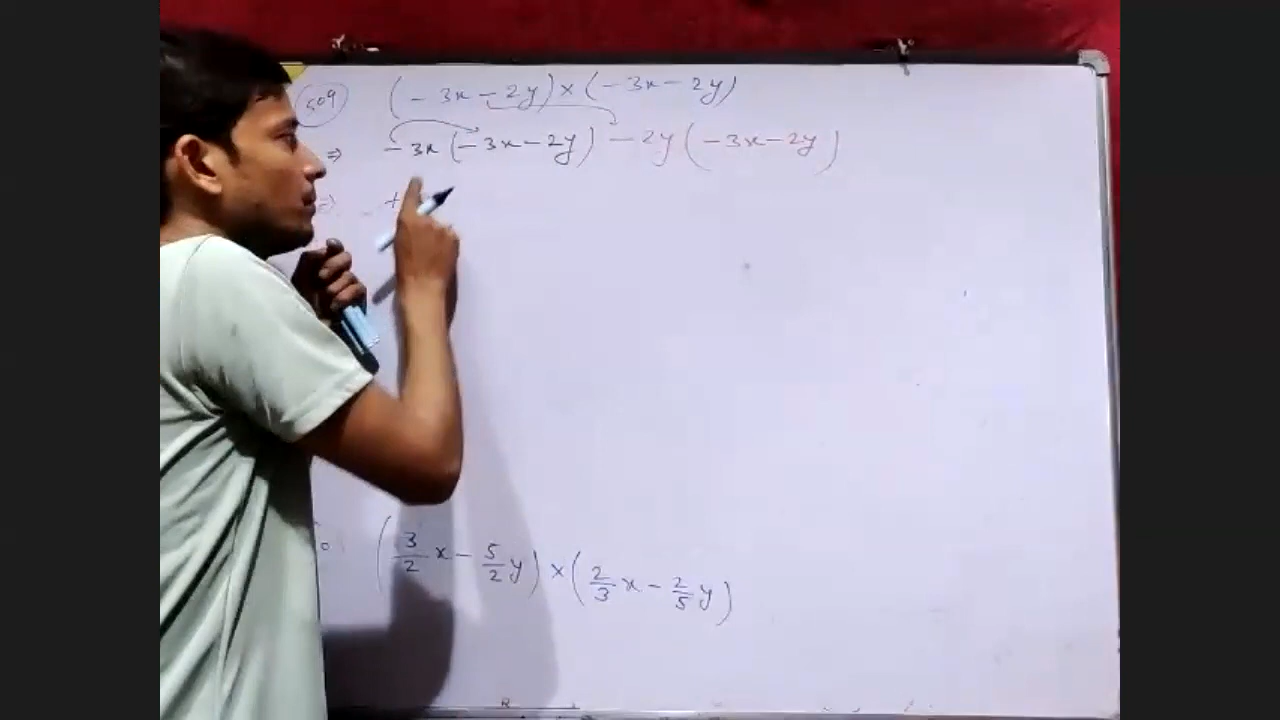 509 (-3x-2y)×(-3x-2y)
⇒ -3x(-3x-2y) -2y(-3x-2y)
⇒ +
(3/2 x - 5/2 y) × (2/3 x - 2/5 y)